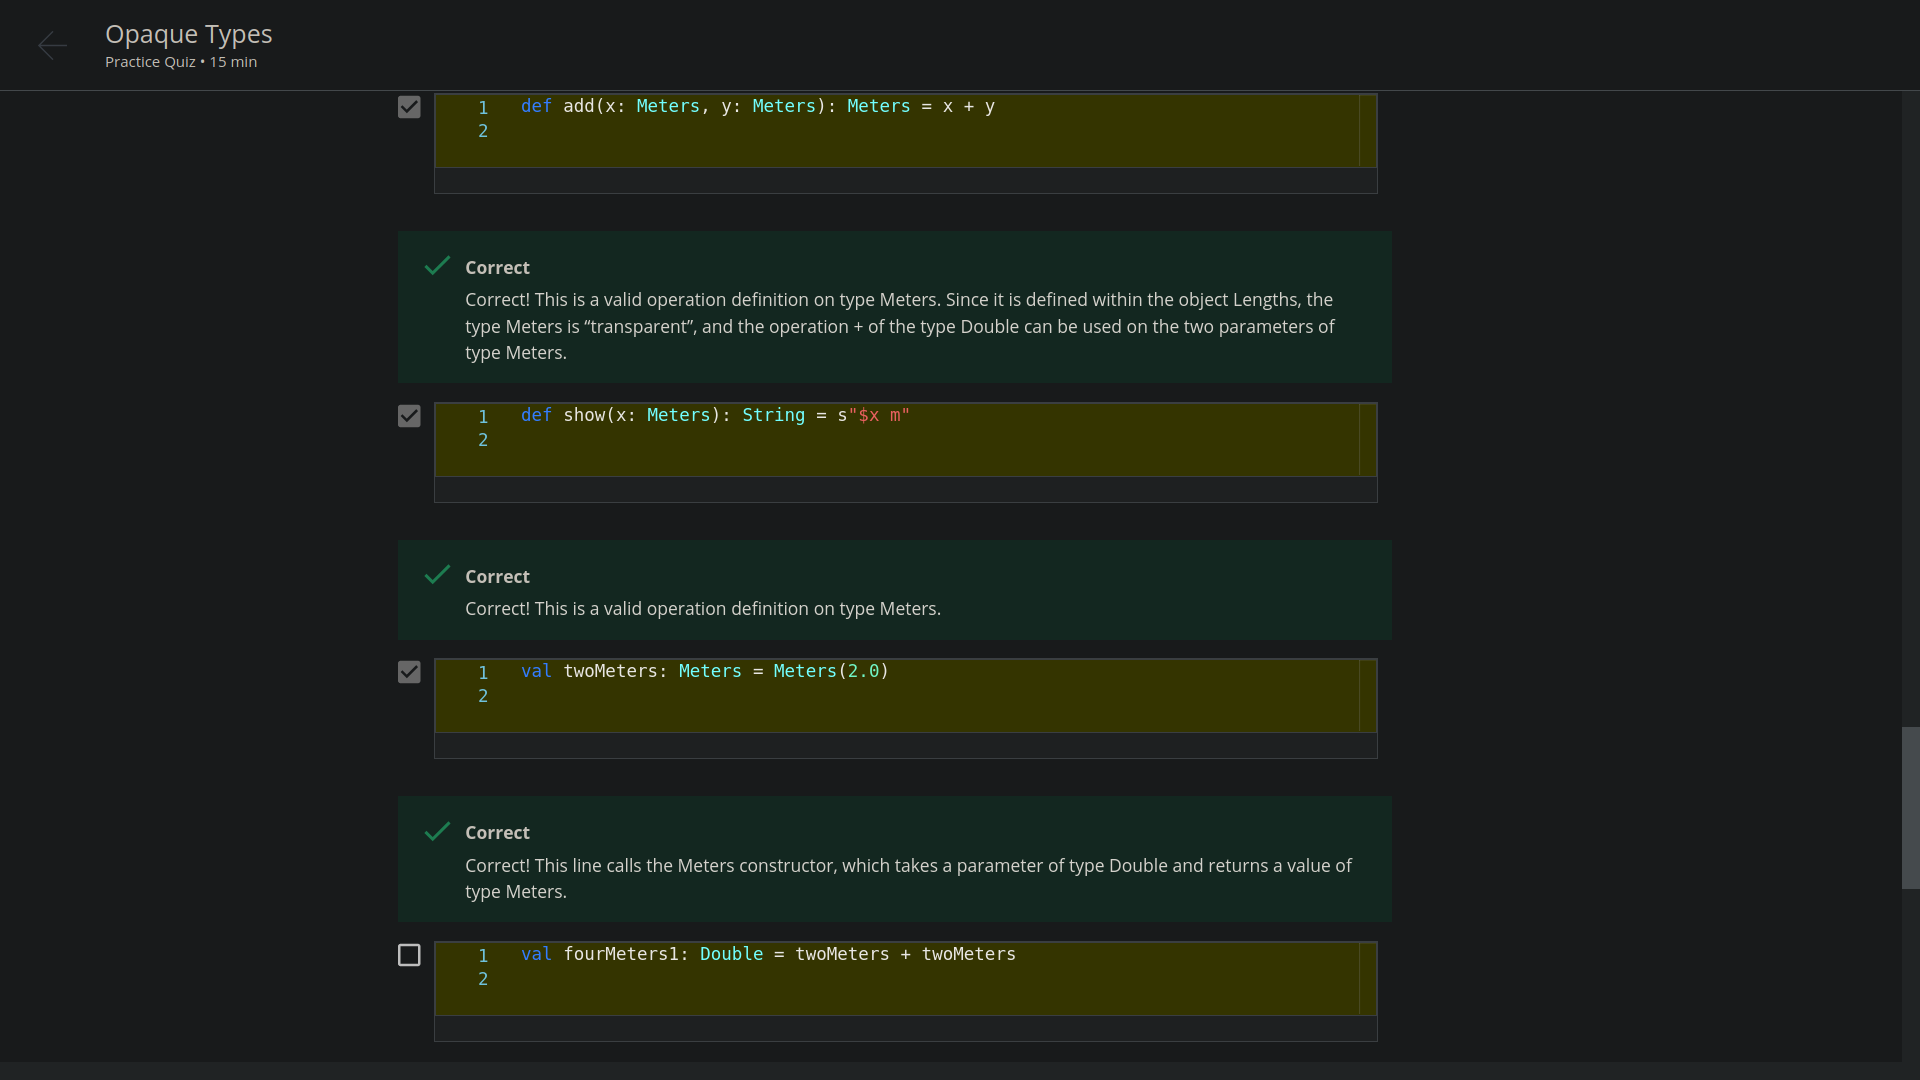 Opaque Types
Practice Quiz • 15 min
1 def add(x: Meters, y: Meters): Meters = x + y
2
Correct
Correct! This is a valid operation definition on type Meters. Since it is defined within the object Lengths, the
type Meters is “transparent”, and the operation + of the type Double can be used on the two parameters of
type Meters.
1 def show(x: Meters): String = s"$x m"
2
Correct
Correct! This is a valid operation definition on type Meters.
1 val twoMeters: Meters = Meters(2.0)
2
Correct
Correct! This line calls the Meters constructor, which takes a parameter of type Double and returns a value of
type Meters.
1 val fourMeters1: Double = twoMeters + twoMeters
2